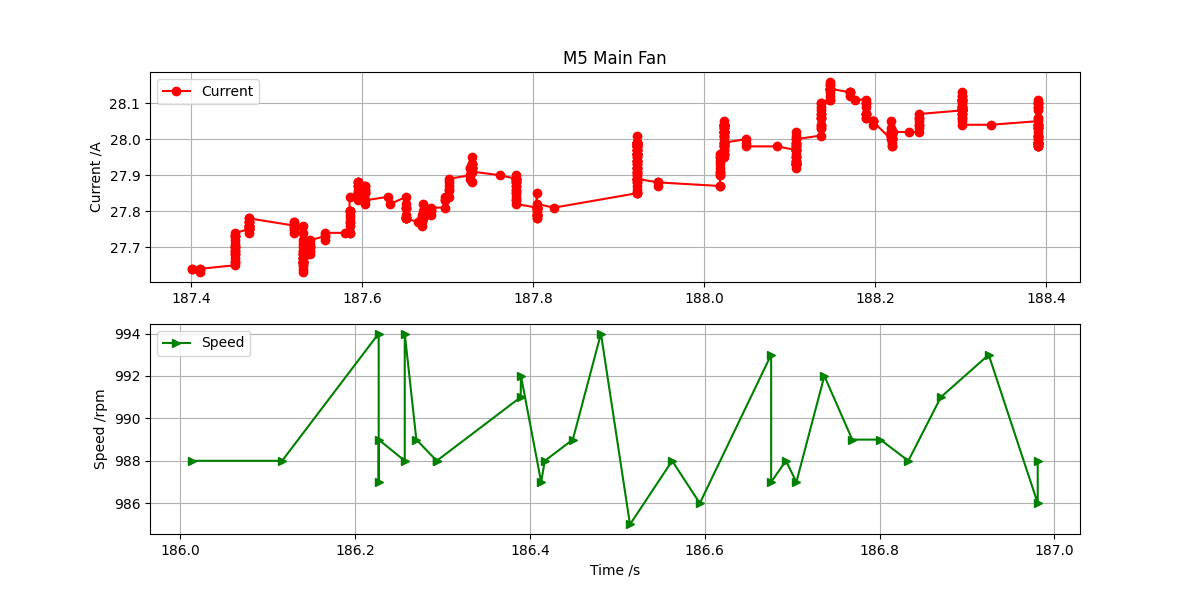 M5 Main Fan
Current
Current /A
28.1
28.0
27.9
27.8
27.7
187.4 187.6 187.8 188.0 188.2 188.4
Speed
Speed /rpm
994
992
990
988
986
186.0 186.2 186.4 186.6 186.8 187.0
Time /s